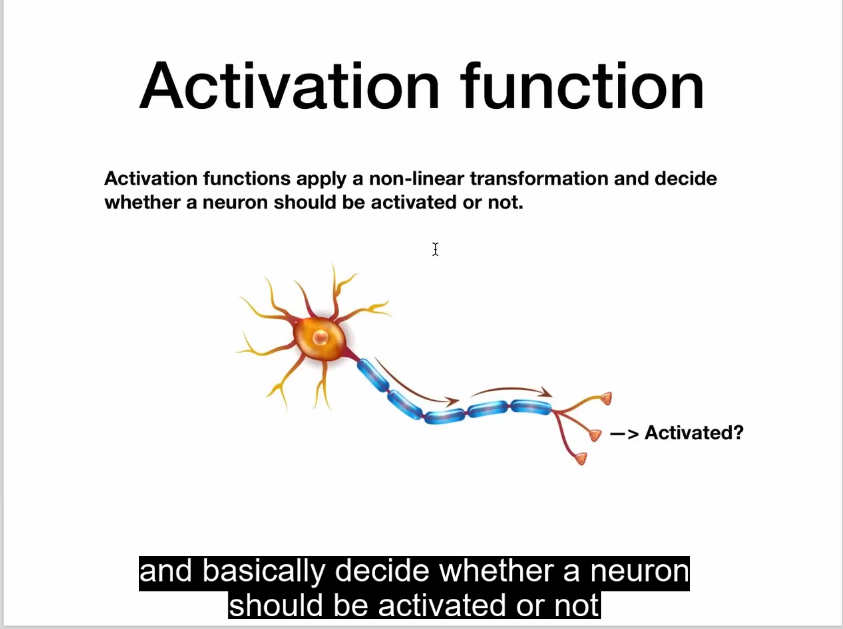 Activation function
Activation functions apply a non-linear transformation and decide
whether a neuron should be activated or not.
—> Activated?
and basically decide whether a neuron
should be activated or not